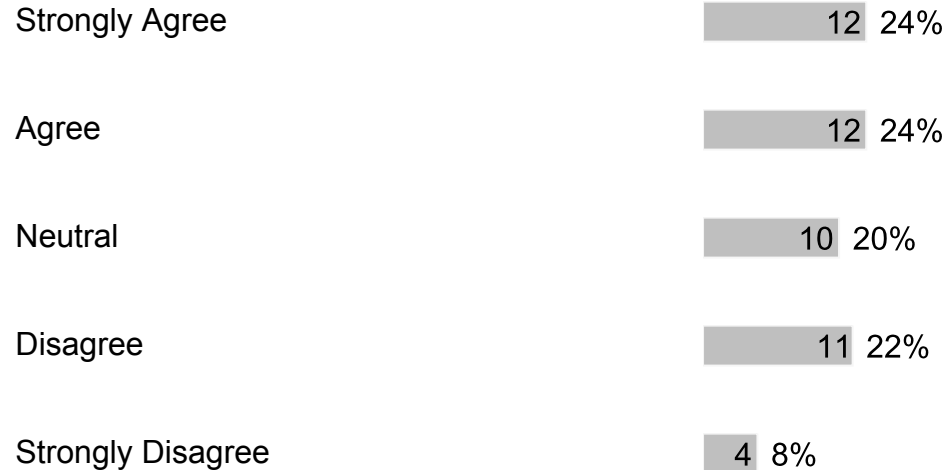 Strongly Agree 12 24%
Agree 12 24%
Neutral 10 20%
Disagree 11 22%
Strongly Disagree 4 8%